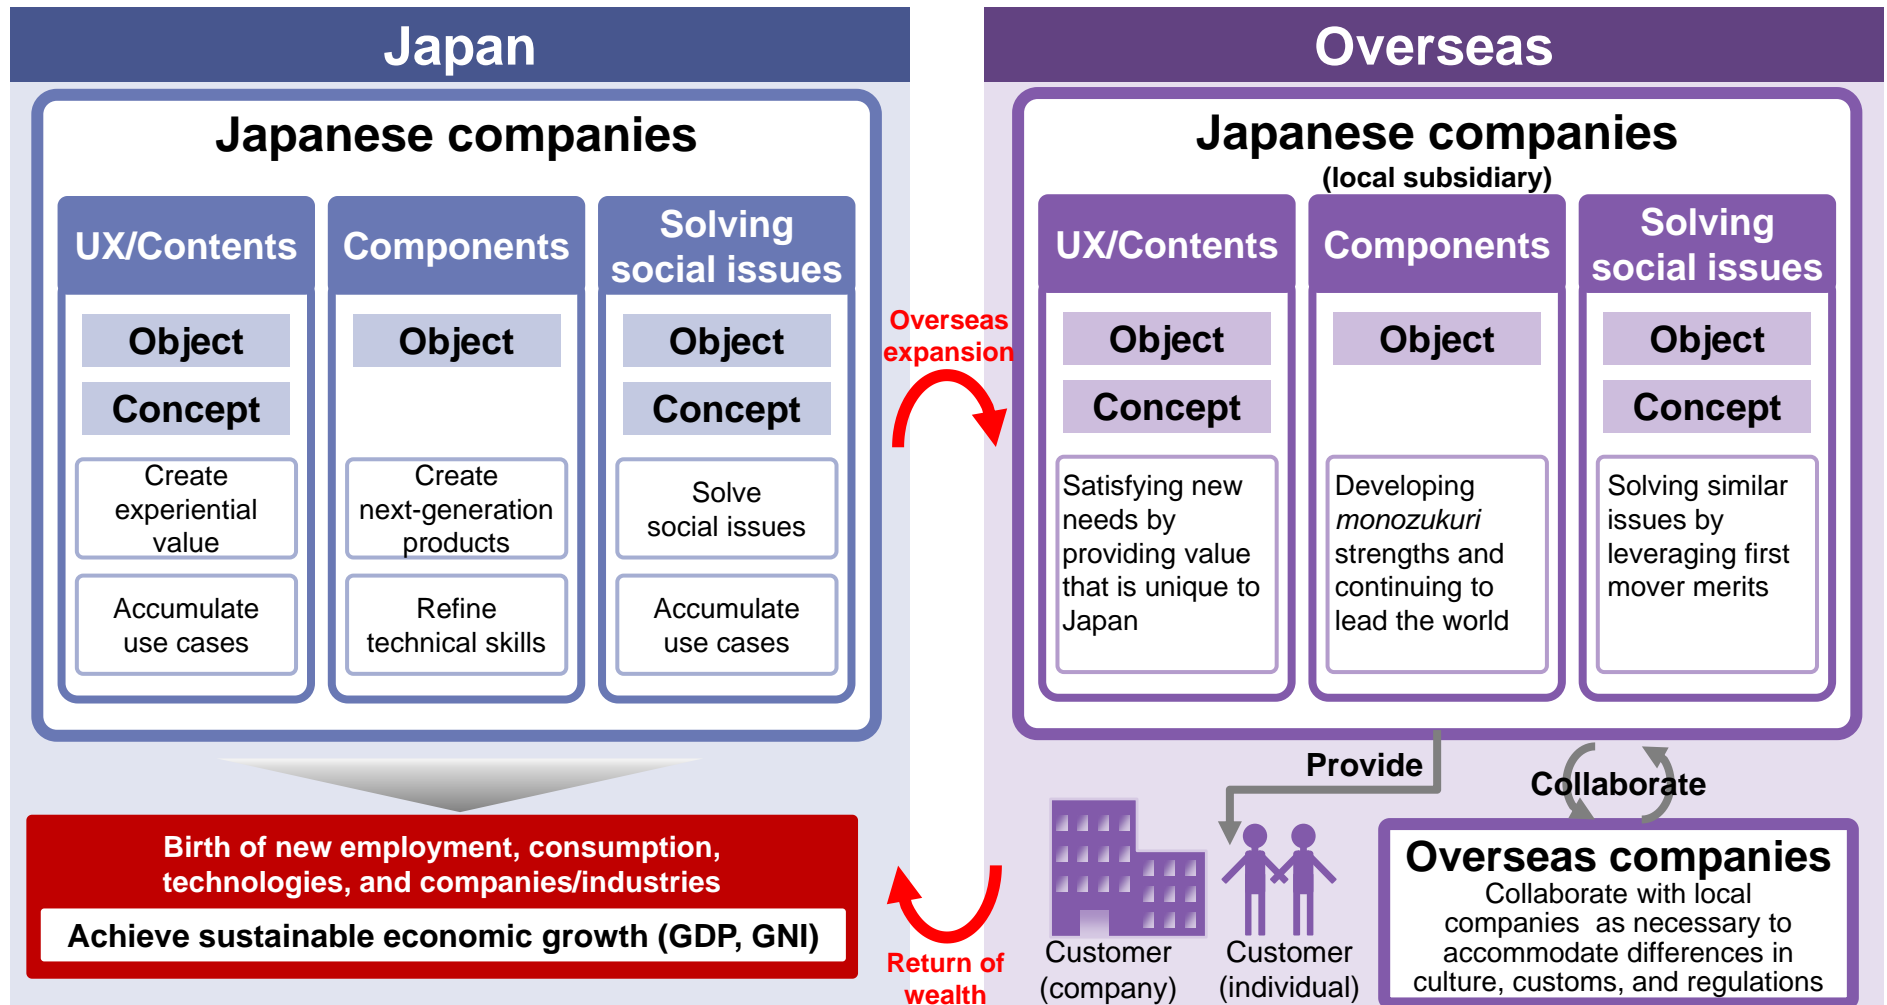 Japan
Japanese companies
UX/Contents
Object
Concept
Create
experiential
value
Accumulate
use cases
Components
Object
Create
next-generation
products
Refine
technical skills
Solving
social issues
Object
Concept
Solve
social issues
Accumulate
use cases
Birth of new employment, consumption,
technologies, and companies/industries
Achieve sustainable economic growth (GDP, GNI)
Overseas
expansion
Return of
wealth
Overseas
Japanese companies
(local subsidiary)
UX/Contents
Object
Concept
Satisfying new
needs by
providing value
that is unique to
Japan
Components
Object
Developing
monozukuri
strengths and
continuing to
lead the world
Solving
social issues
Object
Concept
Solving similar
issues by
leveraging first
mover merits
Provide
Collaborate
Customer
(company)
Customer
(individual)
Overseas companies
Collaborate with local
companies as necessary to
accommodate differences in
culture, customs, and regulations